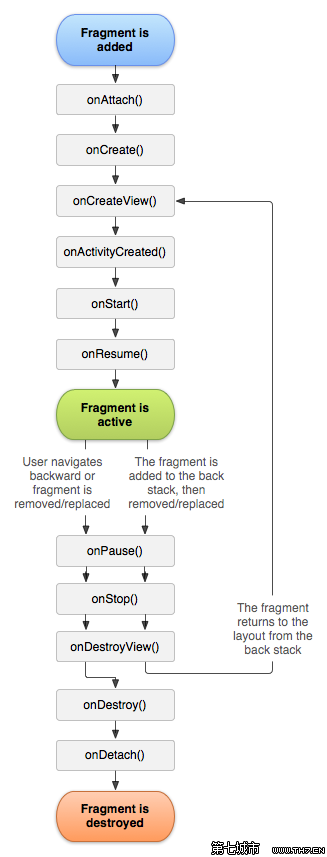 Fragment is
added
onAttach()
onCreate()
onCreateView()
onActivityCreated()
onStart()
onResume()
Fragment is
active
User navigates
backward or
fragment is
removed/replaced
The fragment is
added to the back
stack, then
removed/replaced
onPause()
onStop()
onDestroyView()
The fragment
returns to the
layout from the
back stack
onDestroy()
onDetach()
Fragment is
destroyed
第七城市 www.TH7.CN